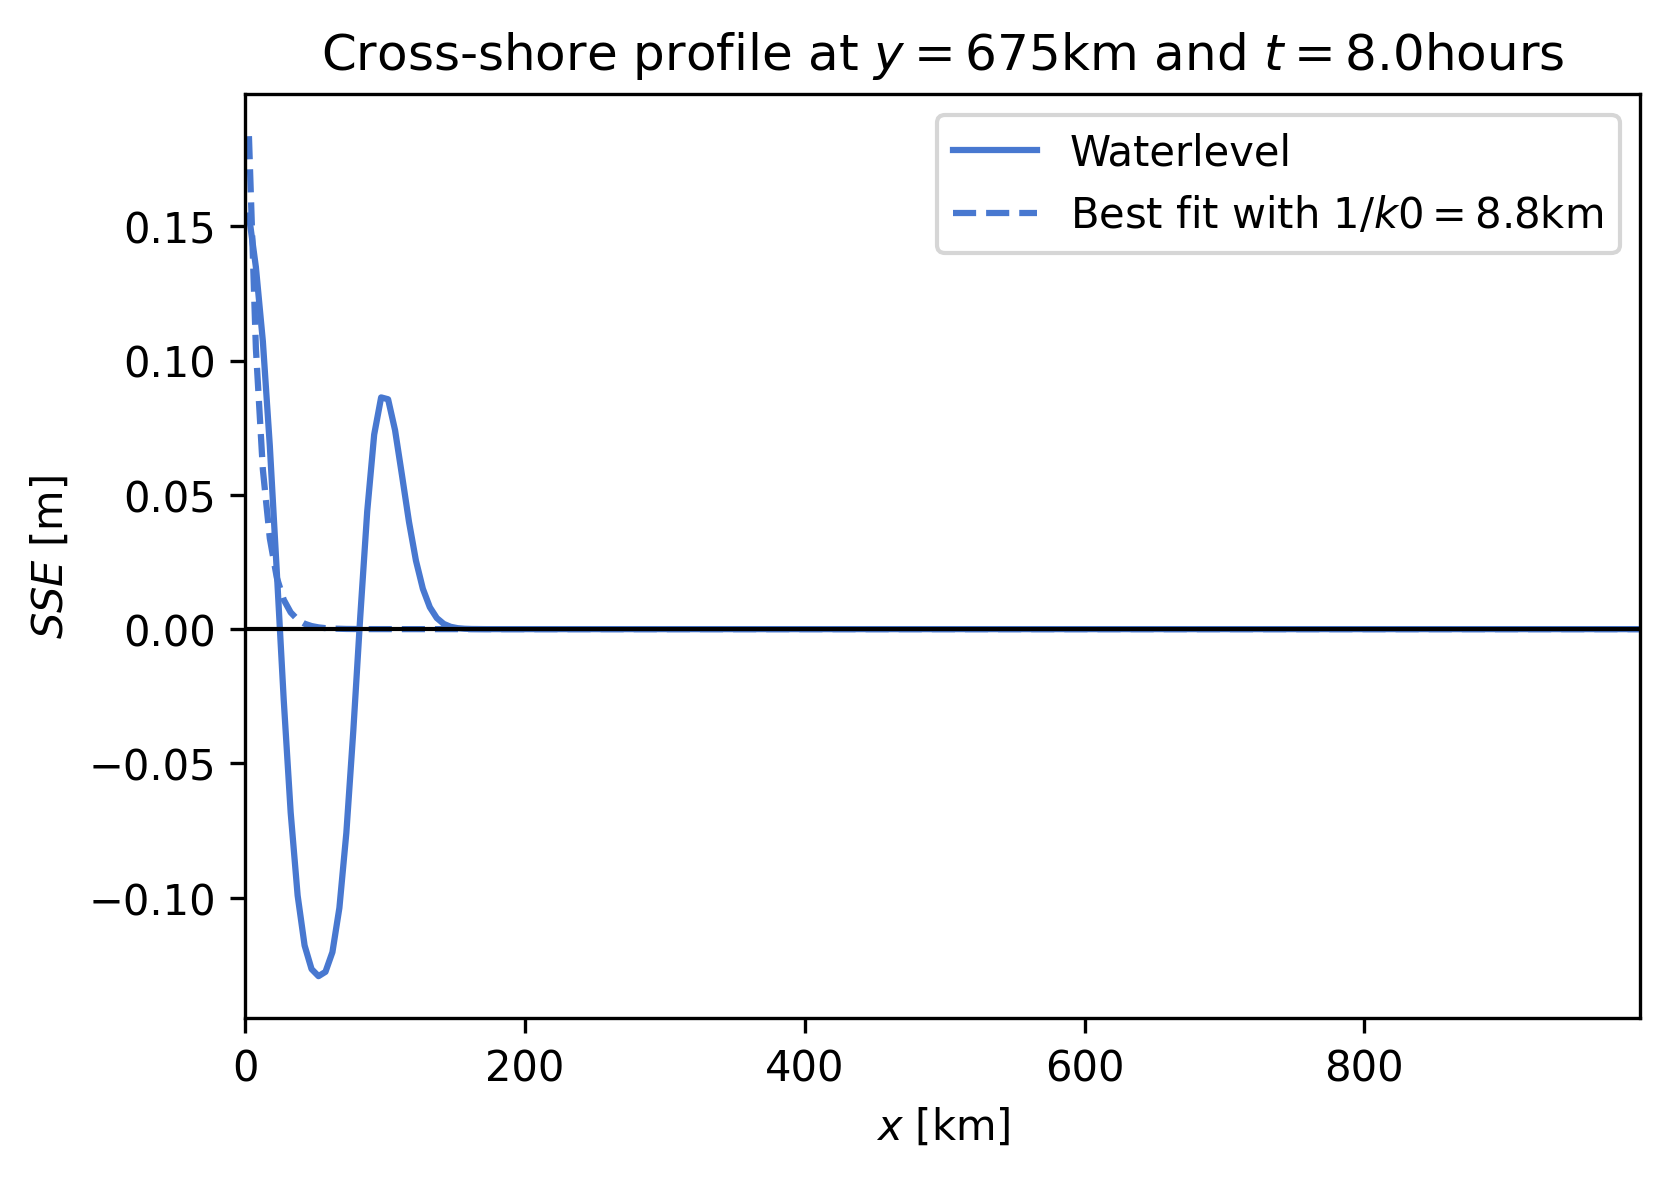 Cross-shore profile at y = 675km and t = 8.0hours
Waterlevel
Best fit with 1/k0 = 8.8km
SSE [m]
0.15
0.10
0.05
0.00
−0.05
−0.10
0 200 400 600 800
x [km]